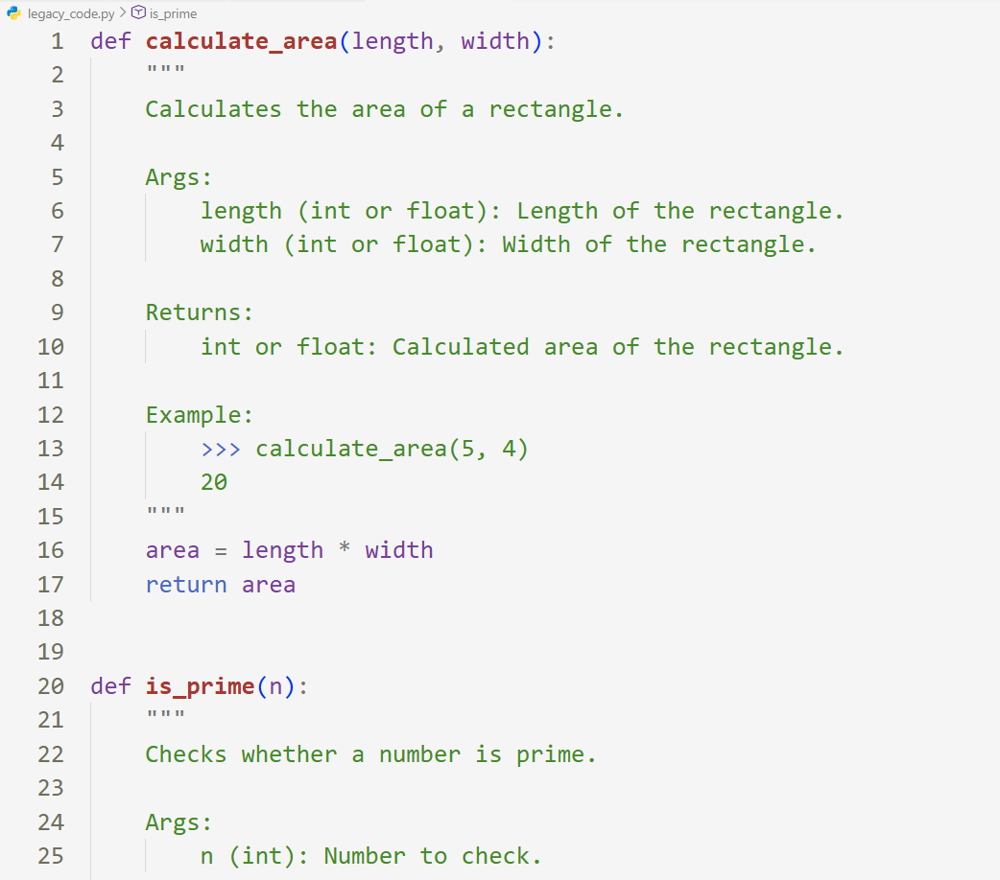 legacy_code.py > is_prime
1 def calculate_area(length, width):
2     """
3     Calculates the area of a rectangle.
4
5     Args:
6         length (int or float): Length of the rectangle.
7         width (int or float): Width of the rectangle.
8
9     Returns:
10         int or float: Calculated area of the rectangle.
11
12     Example:
13         >>> calculate_area(5, 4)
14         20
15     """
16     area = length * width
17     return area
18
19
20 def is_prime(n):
21     """
22     Checks whether a number is prime.
23
24     Args:
25         n (int): Number to check.